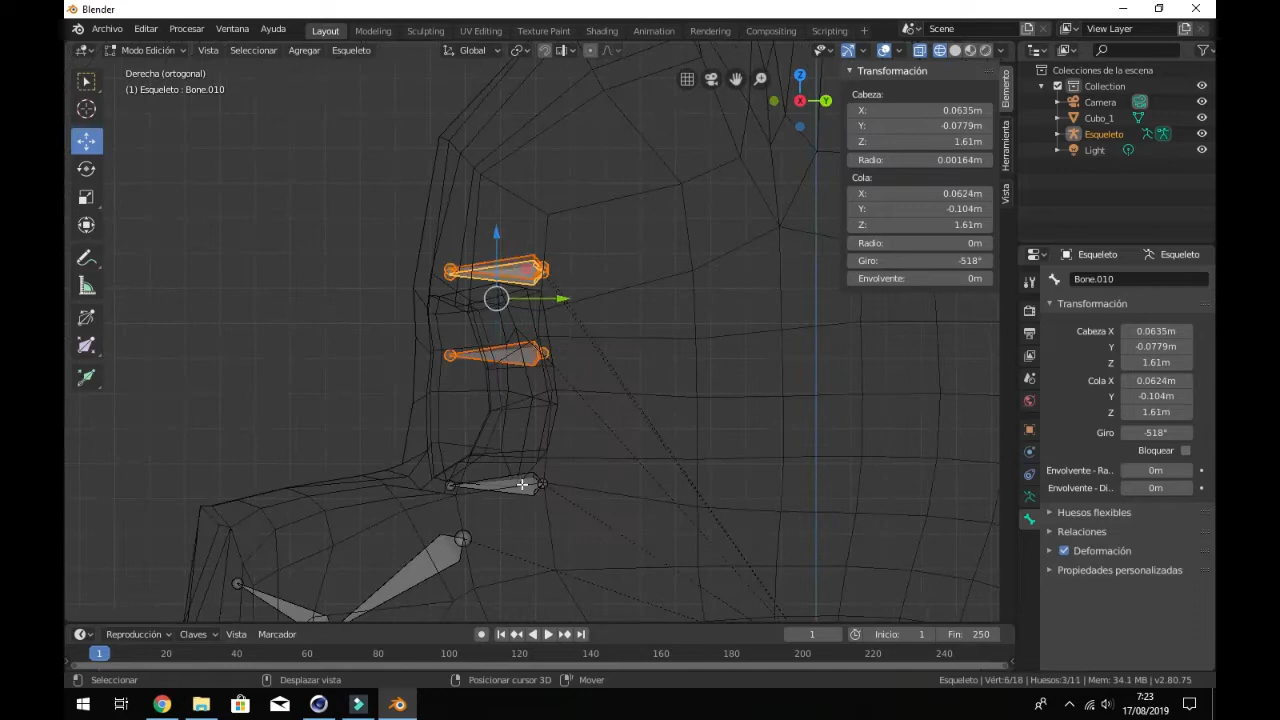 Blender
Archivo Editar Procesar Ventana Ayuda Layout Modeling Sculpting UV Editing Texture Paint Shading Animation Rendering Compositing Scripting Scene View Layer
Modo Edición Vista Seleccionar Agregar Esqueleto Global
Derecha (ortogonal)
(1) Esqueleto : Bone.010
Z
Y
X
Transformación
Cabeza:
X: 0.0635m
Y: -0.0779m
Z: 1.61m
Radio: 0.00164m
Cola:
X: 0.0624m
Y: -0.104m
Z: 1.61m
Radio: 0m
Giro: -518°
Envolvente: 0m
Elemento
Herramienta
Vista
Colecciones de la escena
Collection
Camera
Cubo_1
Esqueleto
Light
Esqueleto Esqueleto
Bone.010
Transformación
Cabeza X 0.0635m
Y -0.0779m
Z 1.61m
Cola X 0.0624m
Y -0.104m
Z 1.61m
Giro -518°
Bloquear
Envolvente - Ra... 0m
Envolvente - Di... 0m
Huesos flexibles
Relaciones
Deformación
Propiedades personalizadas
Reproducción Claves Vista Marcador 1 Inicio: 1 Fin: 250
1 20 40 60 80 100 120 140 160 180 200 220 240
Seleccionar Desplazar vista Posicionar cursor 3D Mover Esqueleto | Vért:6/18 | Huesos:3/11 | Mem: 34.1 MB | v2.80.75
7:23
17/08/2019